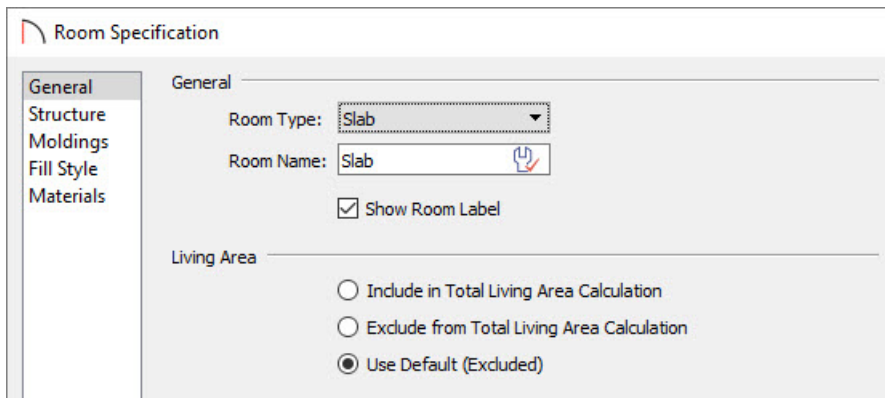 Room Specification
General
Structure
Moldings
Fill Style
Materials
General
Room Type: Slab
Room Name: Slab
Show Room Label
Living Area
Include in Total Living Area Calculation
Exclude from Total Living Area Calculation
Use Default (Excluded)